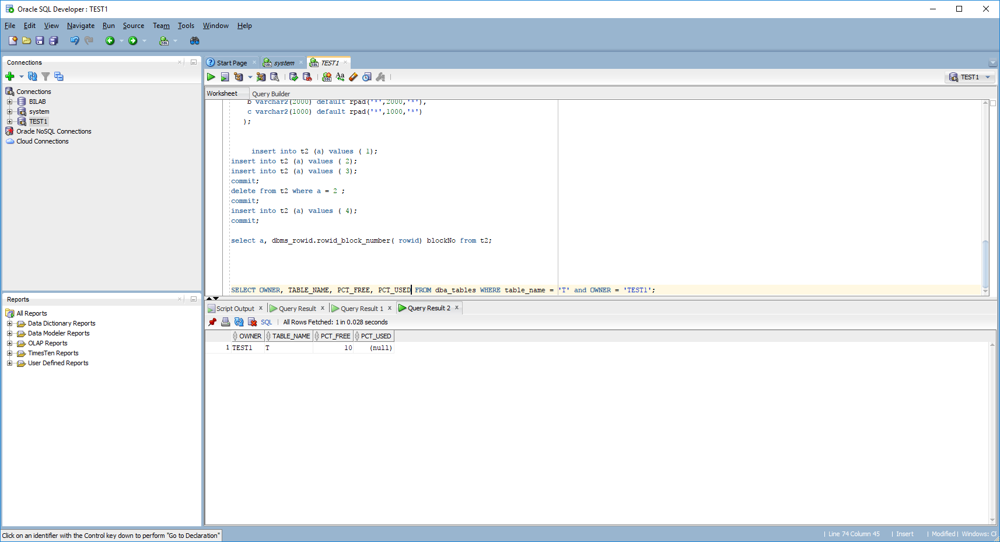 Oracle SQL Developer : TEST1
File Edit View Navigate Run Source Team Tools Window Help
Connections
Connections
BILAB
system
TEST1
Oracle NoSQL Connections
Cloud Connections
Reports
All Reports
Data Dictionary Reports
Data Modeler Reports
OLAP Reports
TimesTen Reports
User Defined Reports
Start Page system TEST1
TEST1
Worksheet Query Builder
b varchar2(2000) default rpad('*',2000,'*'),
c varchar2(1000) default rpad('*',1000,'*')
);
insert into t2 (a) values ( 1);
insert into t2 (a) values ( 2);
insert into t2 (a) values ( 3);
commit;
delete from t2 where a = 2 ;
commit;
insert into t2 (a) values ( 4);
commit;
select a, dbms_rowid.rowid_block_number( rowid) blockNo from t2;
SELECT OWNER, TABLE_NAME, PCT_FREE, PCT_USED FROM dba_tables WHERE table_name = 'T' and OWNER = 'TEST1';
Script Output Query Result Query Result 1 Query Result 2
SQL | All Rows Fetched: 1 in 0.028 seconds
OWNER TABLE_NAME PCT_FREE PCT_USED
1 TEST1 T 10 (null)
Click on an identifier with the Control key down to perform "Go to Declaration"
| Line 74 Column 45 | Insert | Modified | Windows: